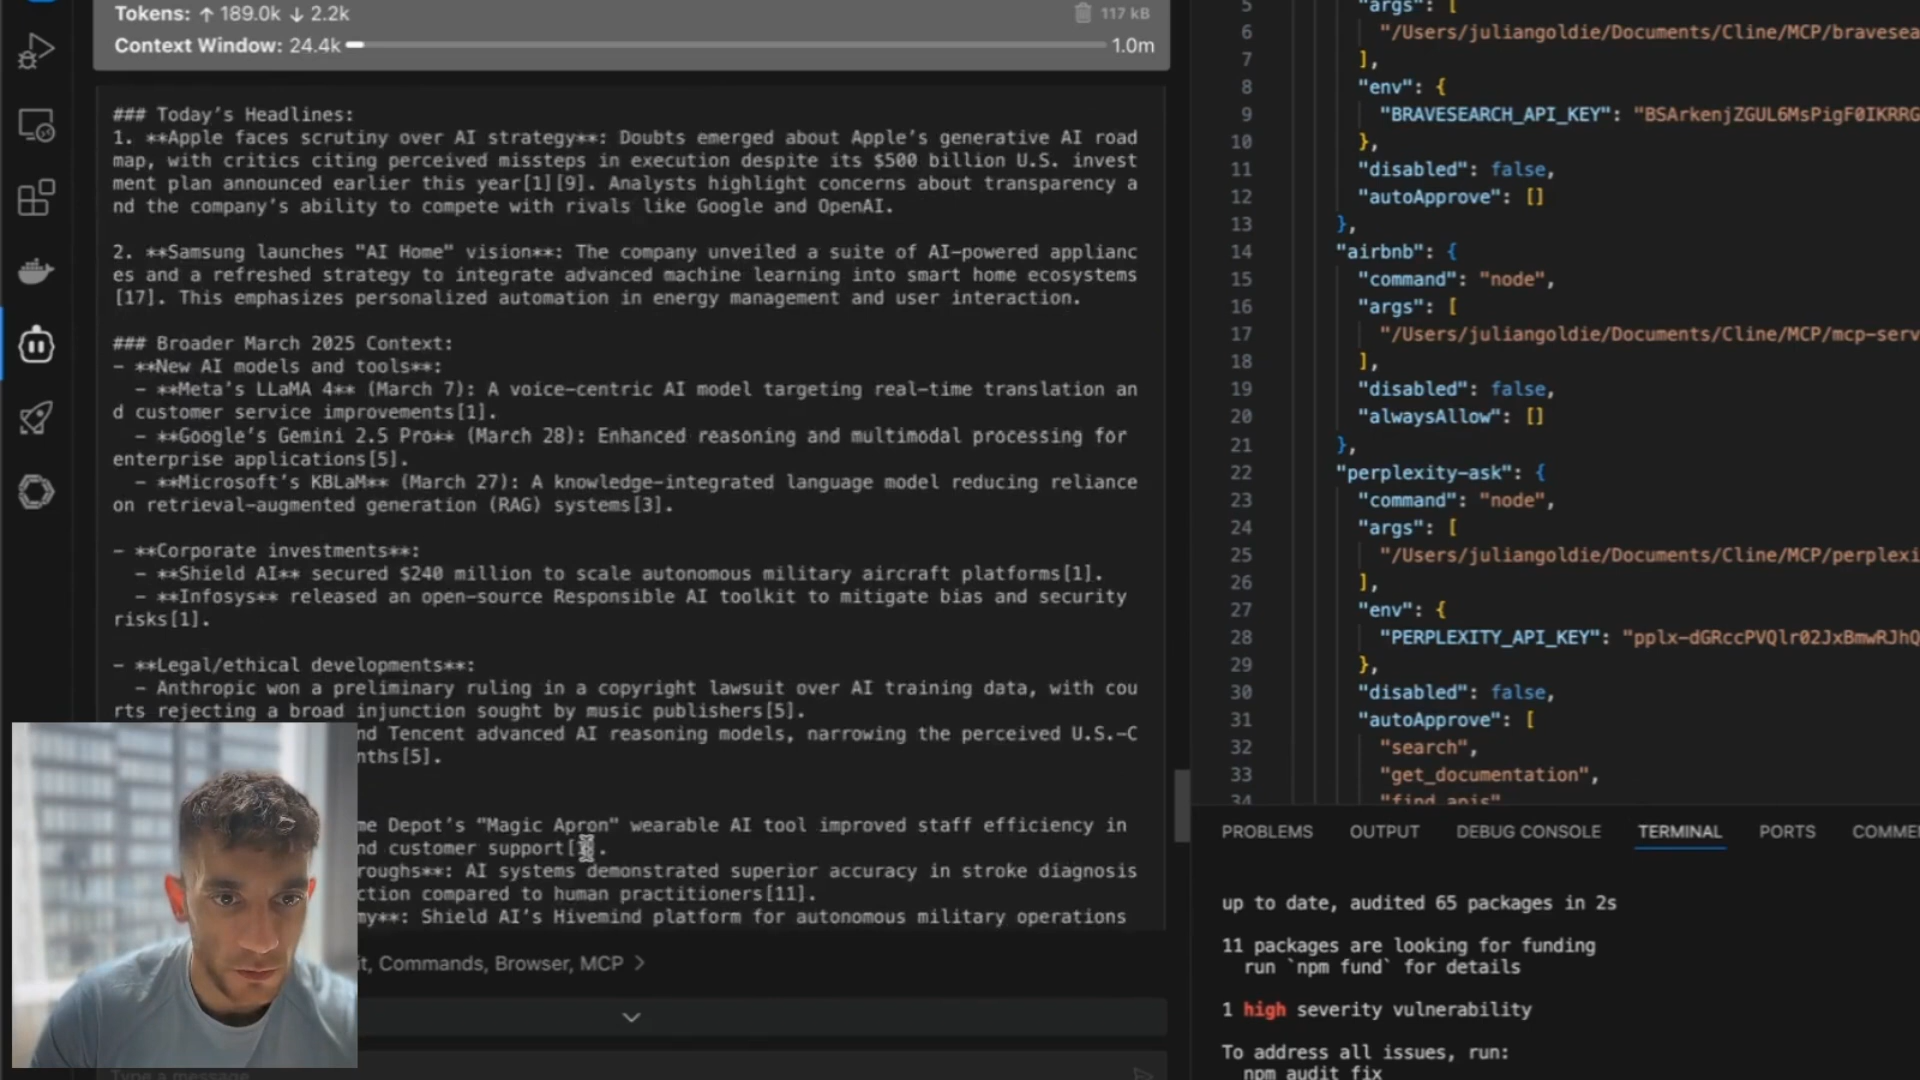 Tokens: ↑ 189.0k ↓ 2.2k
117 kB
Context Window: 24.4k
1.0m
### Today's Headlines:
1. **Apple faces scrutiny over AI strategy**: Doubts emerged about Apple's generative AI road
map, with critics citing perceived missteps in execution despite its $500 billion U.S. invest
ment plan announced earlier this year[1][9]. Analysts highlight concerns about transparency a
nd the company's ability to compete with rivals like Google and OpenAI.
2. **Samsung launches "AI Home" vision**: The company unveiled a suite of AI-powered applianc
es and a refreshed strategy to integrate advanced machine learning into smart home ecosystems
[17]. This emphasizes personalized automation in energy management and user interaction.
### Broader March 2025 Context:
- **New AI models and tools**:
- **Meta's LLaMA 4** (March 7): A voice-centric AI model targeting real-time translation an
d customer service improvements[1].
- **Google's Gemini 2.5 Pro** (March 28): Enhanced reasoning and multimodal processing for
enterprise applications[5].
- **Microsoft's KBLaM** (March 27): A knowledge-integrated language model reducing reliance
on retrieval-augmented generation (RAG) systems[3].
- **Corporate investments**:
- **Shield AI** secured $240 million to scale autonomous military aircraft platforms[1].
- **Infosys** released an open-source Responsible AI toolkit to mitigate bias and security
risks[1].
- **Legal/ethical developments**:
- Anthropic won a preliminary ruling in a copyright lawsuit over AI training data, with cou
rts rejecting a broad injunction sought by music publishers[5].
nd Tencent advanced AI reasoning models, narrowing the perceived U.S.-C
nths[5].
me Depot's "Magic Apron" wearable AI tool improved staff efficiency in
nd customer support[
roughs**: AI systems demonstrated superior accuracy in stroke diagnosis
ction compared to human practitioners[11].
my**: Shield AI's Hivemind platform for autonomous military operations
it, Commands, Browser, MCP >
Type a message
5 "args": [
6 "/Users/juliangoldie/Documents/Cline/MCP/bravesea
7 ],
8 "env": {
9 "BRAVESEARCH_API_KEY": "BSArkenjZGUL6MsPigF0IKRRG
10 },
11 "disabled": false,
12 "autoApprove": []
13 },
14 "airbnb": {
15 "command": "node",
16 "args": [
17 "/Users/juliangoldie/Documents/Cline/MCP/mcp-serv
18 ],
19 "disabled": false,
20 "alwaysAllow": []
21 },
22 "perplexity-ask": {
23 "command": "node",
24 "args": [
25 "/Users/juliangoldie/Documents/Cline/MCP/perplexi
26 ],
27 "env": {
28 "PERPLEXITY_API_KEY": "pplx-dGRccPVQlr02JxBmwRJhQ
29 },
30 "disabled": false,
31 "autoApprove": [
32 "search",
33 "get_documentation",
34 "find_apis"
PROBLEMS OUTPUT DEBUG CONSOLE TERMINAL PORTS COMME
up to date, audited 65 packages in 2s
11 packages are looking for funding
run `npm fund` for details
1 high severity vulnerability
To address all issues, run:
npm audit fix